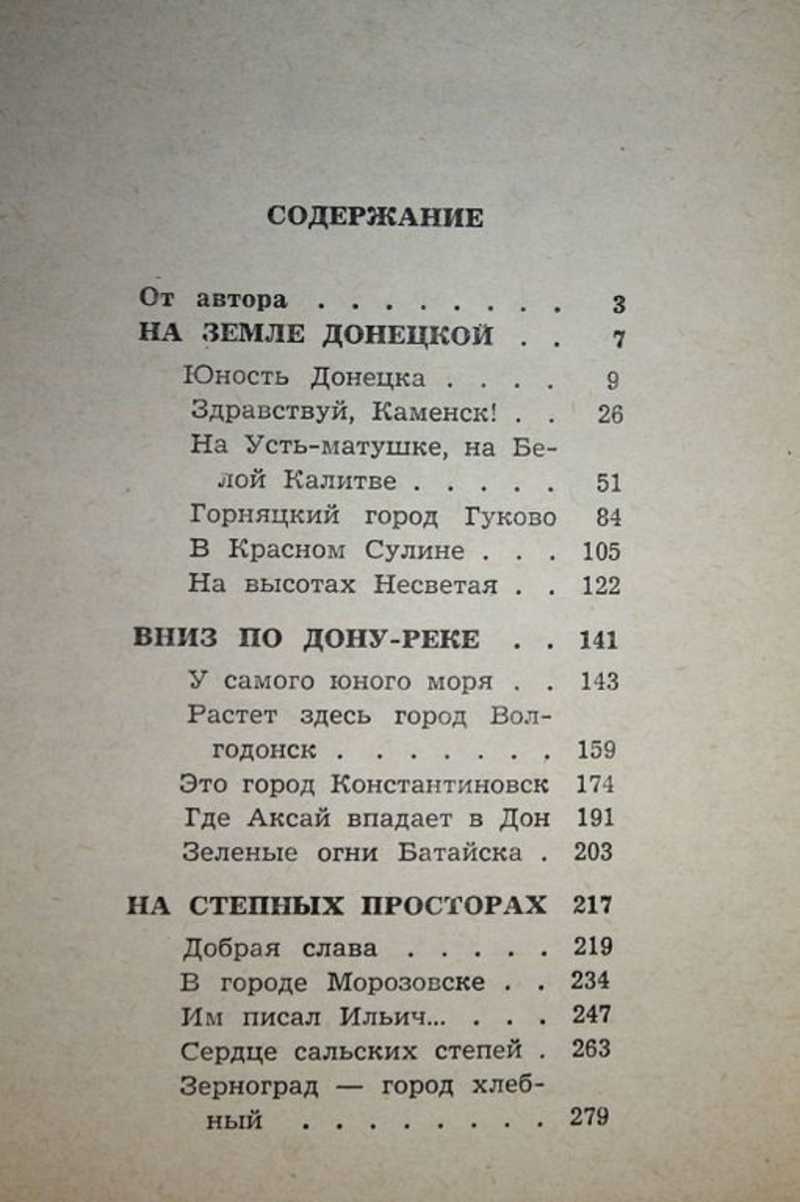 СОДЕРЖАНИЕ
От автора . . . . . . . . 3
НА ЗЕМЛЕ ДОНЕЦКОЙ . . 7
Юность Донецка . . . . 9
Здравствуй, Каменск! . . 26
На Усть-матушке, на Бе-
лой Калитве . . . . . 51
Горняцкий город Гуково 84
В Красном Сулине . . . 105
На высотах Несветая . . 122
ВНИЗ ПО ДОНУ-РЕКЕ . . 141
У самого юного моря . . 143
Растет здесь город Вол-
годонск . . . . . . . 159
Это город Константиновск 174
Где Аксай впадает в Дон 191
Зеленые огни Батайска . 203
НА СТЕПНЫХ ПРОСТОРАХ 217
Добрая слава . . . . . 219
В городе Морозовске . . 234
Им писал Ильич... . . . 247
Сердце сальских степей . 263
Зерноград — город хлеб-
ный . . . . . . . . 279